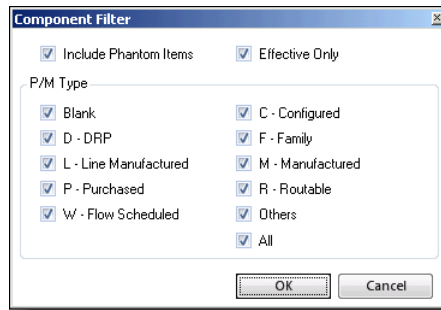 Component Filter
Include Phantom Items Effective Only
P/M Type
Blank C - Configured
D - DRP F - Family
L - Line Manufactured M - Manufactured
P - Purchased R - Routable
W - Flow Scheduled Others
All
OK Cancel